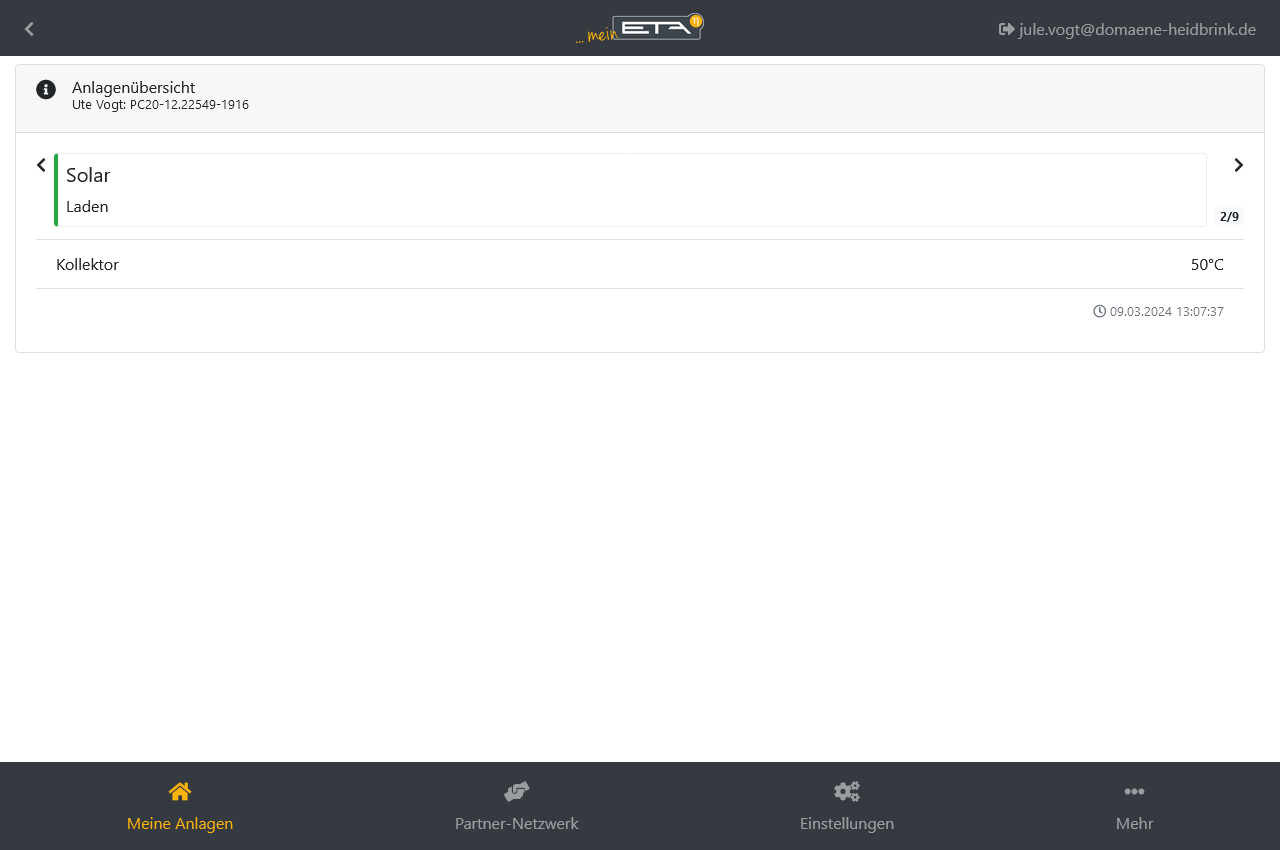 ... mein ETA η
jule.vogt@domaene-heidbrink.de
Anlagenübersicht
Ute Vogt: PC20-12.22549-1916
Solar
Laden
2/9
Kollektor 50°C
09.03.2024 13:07:37
Meine Anlagen Partner-Netzwerk Einstellungen Mehr